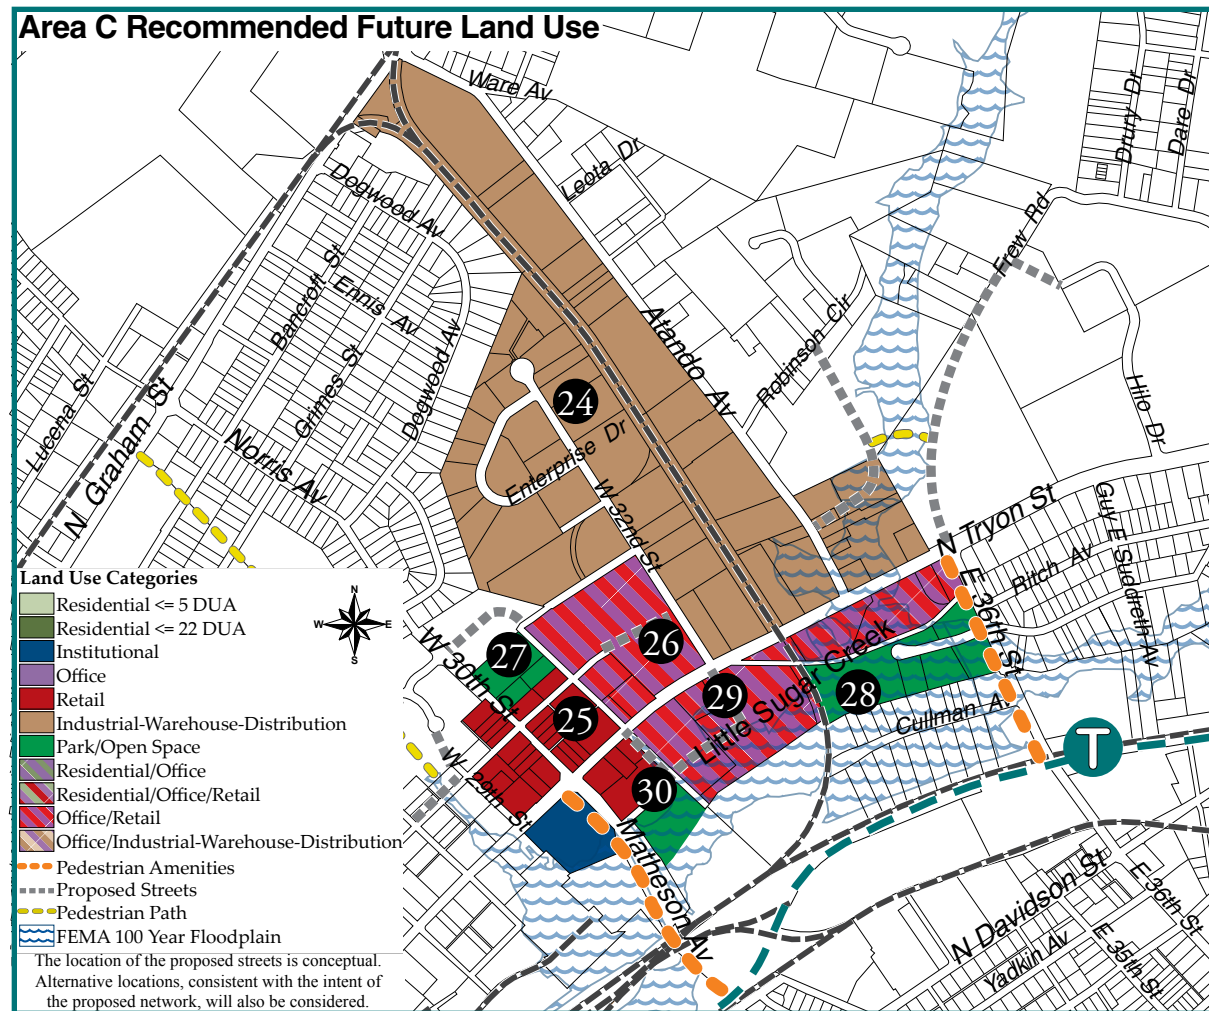 Area C Recommended Future Land Use
Ware Av
Drury Dr
Dare Dr
Leota Dr
Dogwood Av
Frew Rd
Bancroft St
Ennis Av
Atando Av
Robinson Cir
Grimes St
Dogwood Av
Lucena St
Hilo Dr
24
N Graham St
Norris Av
Enterprise Dr
W 32nd St
N Tryon St
Guy E Suddreth Av
Ritch Av
E 36th St
Land Use Categories
Residential <= 5 DUA
Residential <= 22 DUA
Institutional
Office
Retail
Industrial-Warehouse-Distribution
Park/Open Space
Residential/Office
Residential/Office/Retail
Office/Retail
Office/Industrial-Warehouse-Distribution
Pedestrian Amenities
Proposed Streets
Pedestrian Path
FEMA 100 Year Floodplain
The location of the proposed streets is conceptual.
Alternative locations, consistent with the intent of
the proposed network, will also be considered.
N
W
E
S
W 30th St
27
26
25
29
28
Little Sugar Creek
Cullman Av
W 29th St
30
T
Matheson Av
N Davidson St
Yadkin Av
E 36th St
E 35th St